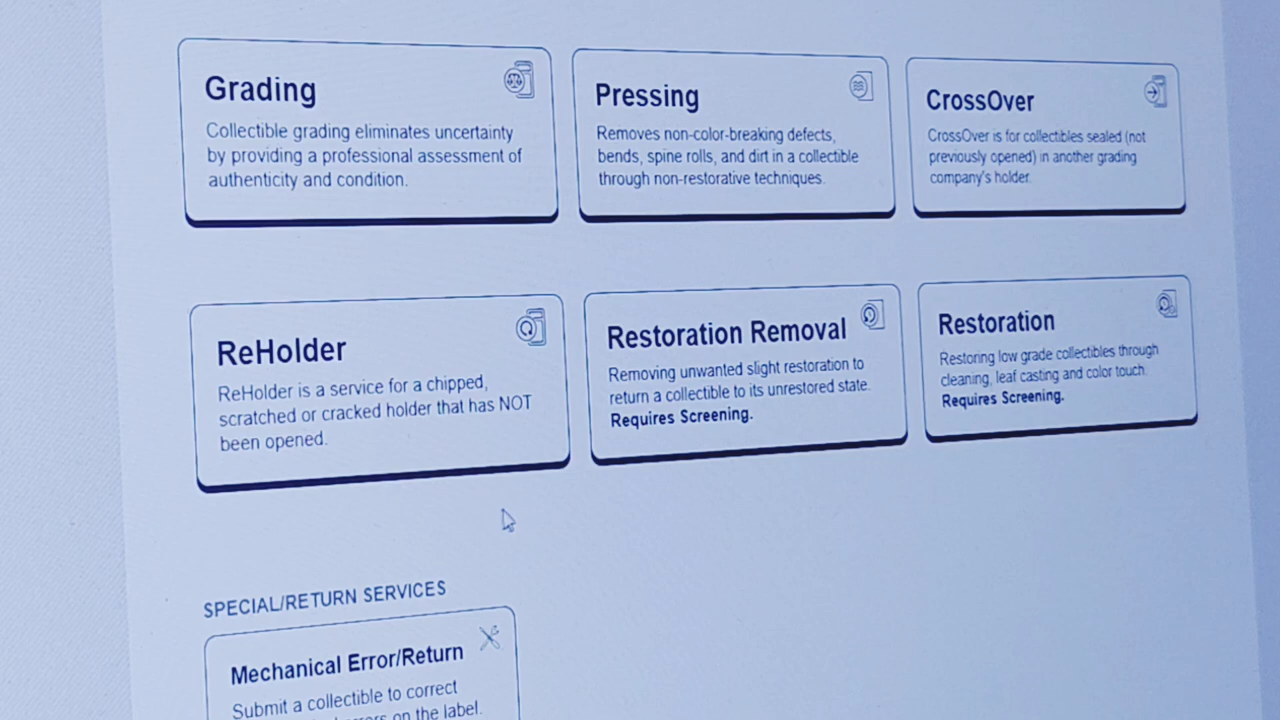 Grading
Collectible grading eliminates uncertainty
by providing a professional assessment of
authenticity and condition.
Pressing
Removes non-color-breaking defects,
bends, spine rolls, and dirt in a collectible
through non-restorative techniques.
CrossOver
CrossOver is for collectibles sealed (not
previously opened) in another grading
company's holder.
ReHolder
ReHolder is a service for a chipped,
scratched or cracked holder that has NOT
been opened.
Restoration Removal
Removing unwanted slight restoration to
return a collectible to its unrestored state.
Requires Screening.
Restoration
Restoring low grade collectibles through
cleaning, leaf casting and color touch.
Requires Screening.
SPECIAL/RETURN SERVICES
Mechanical Error/Return
Submit a collectible to correct
on the label.